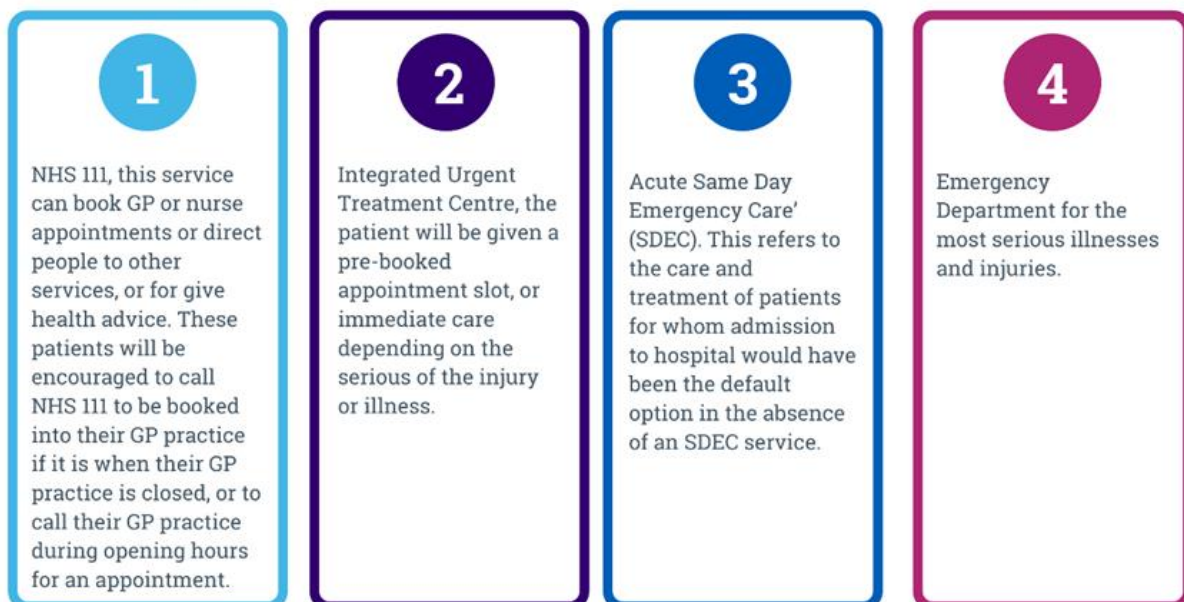 1
NHS 111, this service
can book GP or nurse
appointments or direct
people to other
services, or for give
health advice. These
patients will be
encouraged to call
NHS 111 to be booked
into their GP practice
if it is when their GP
practice is closed, or to
call their GP practice
during opening hours
for an appointment.
2
Integrated Urgent
Treatment Centre, the
patient will be given a
pre-booked
appointment slot, or
immediate care
depending on the
serious of the injury
or illness.
3
Acute Same Day
Emergency Care’
(SDEC). This refers to
the care and
treatment of patients
for whom admission
to hospital would have
been the default
option in the absence
of an SDEC service.
4
Emergency
Department for the
most serious illnesses
and injuries.